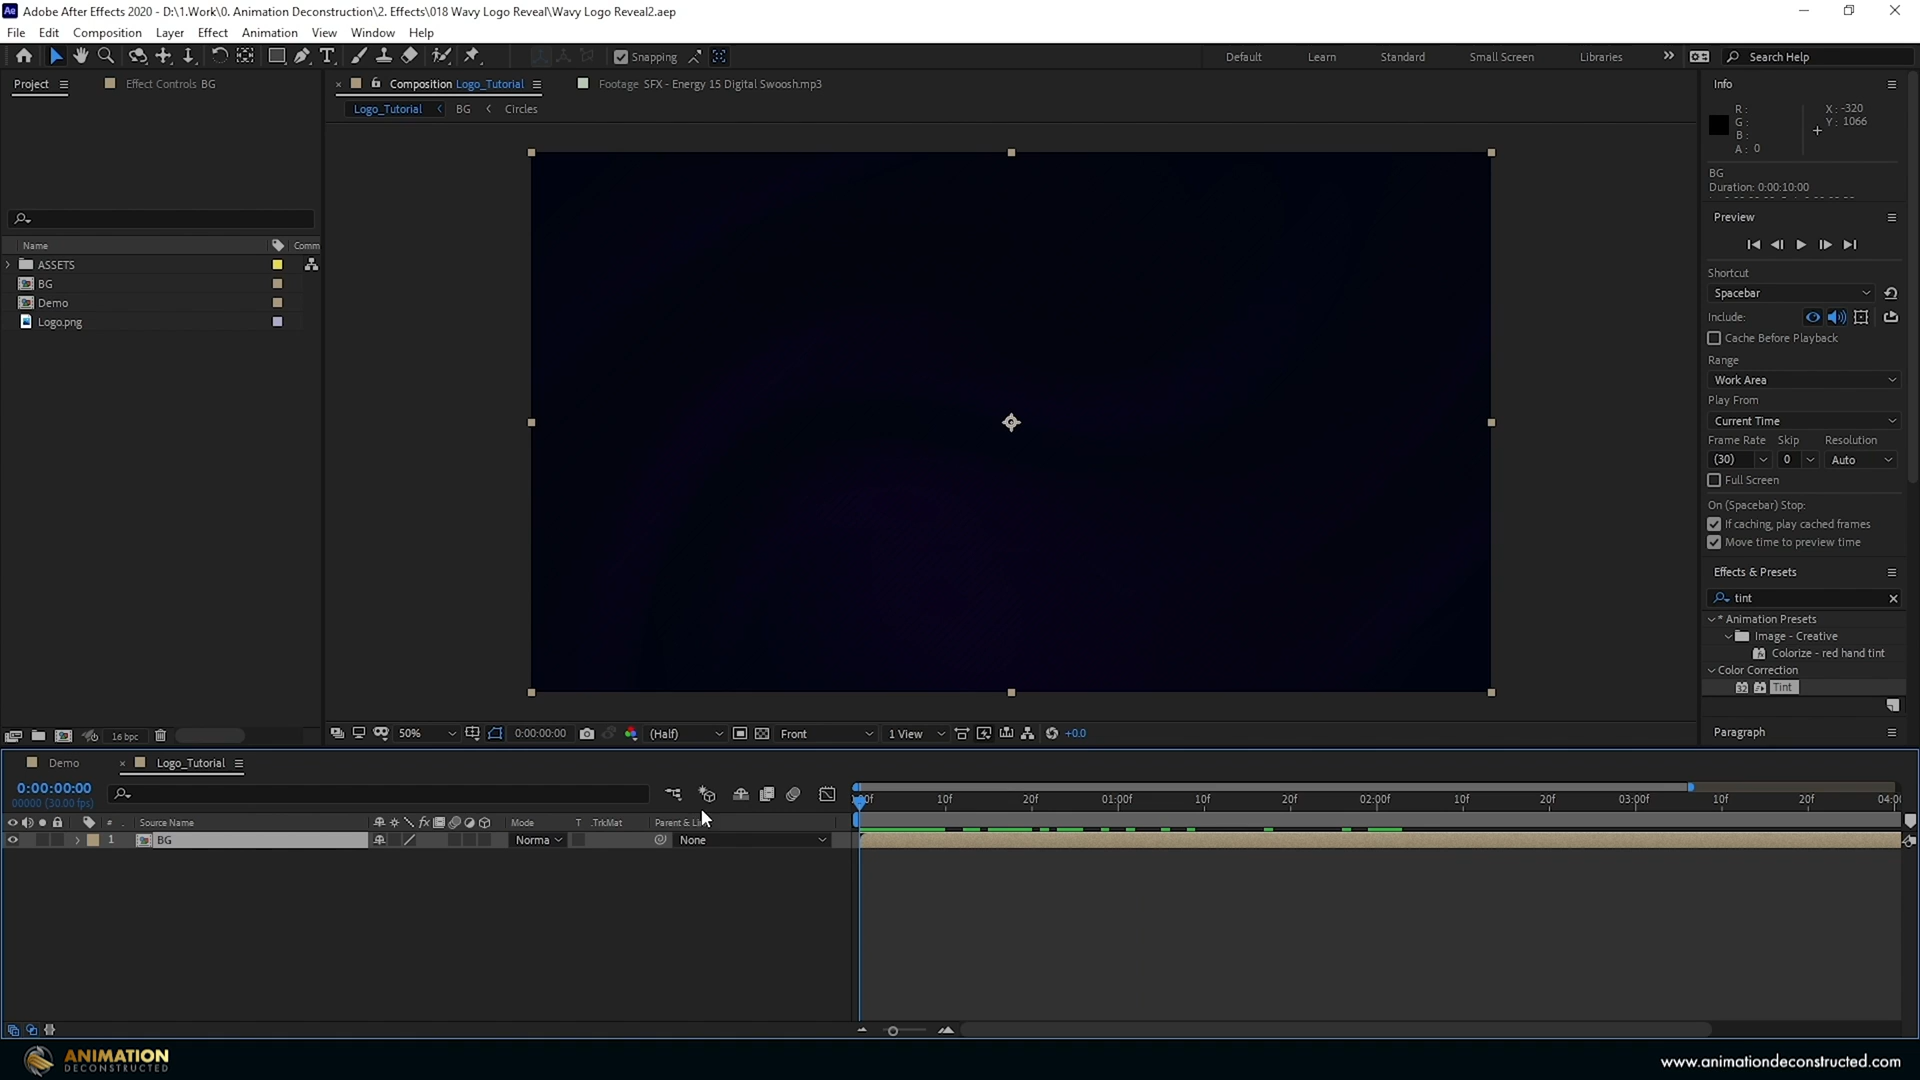 Adobe After Effects 2020 - D:\1.Work\0. Animation Deconstruction\2. Effects\018 Wavy Logo Reveal\Wavy Logo Reveal2.aep
File Edit Composition Layer Effect Animation View Window Help
Snapping Default Learn Standard Small Screen Libraries Search Help
Project Effect Controls BG Composition Logo_Tutorial Footage SFX - Energy 15 Digital Swoosh.mp3 Info
Logo_Tutorial BG Circles
R: X: -320
G: Y: 1066
B:
A: 0
BG
Duration: 0:00:10:00
Preview
Name Comm
ASSETS
BG
Demo
Logo.png
Shortcut
Spacebar
Include:
Cache Before Playback
Range
Work Area
Play From
Current Time
Frame Rate Skip Resolution
(30) 0 Auto
Full Screen
On (Spacebar) Stop:
If caching, play cached frames
Move time to preview time
Effects & Presets
tint
* Animation Presets
Image - Creative
Colorize - red hand tint
Color Correction
32 Tint
16 bpc 50% 0:00:00:00 (Half) Front 1 View +0.0 Paragraph
Demo Logo_Tutorial
0:00:00:00
00000 (30.00 fps)
10f 20f 01:00f 10f 20f 02:00f 10f 20f 03:00f 10f 20f 04:0
# Source Name fx Mode T .TrkMat
1 BG Norma None
ANIMATION
DECONSTRUCTED
www.animationdeconstructed.com